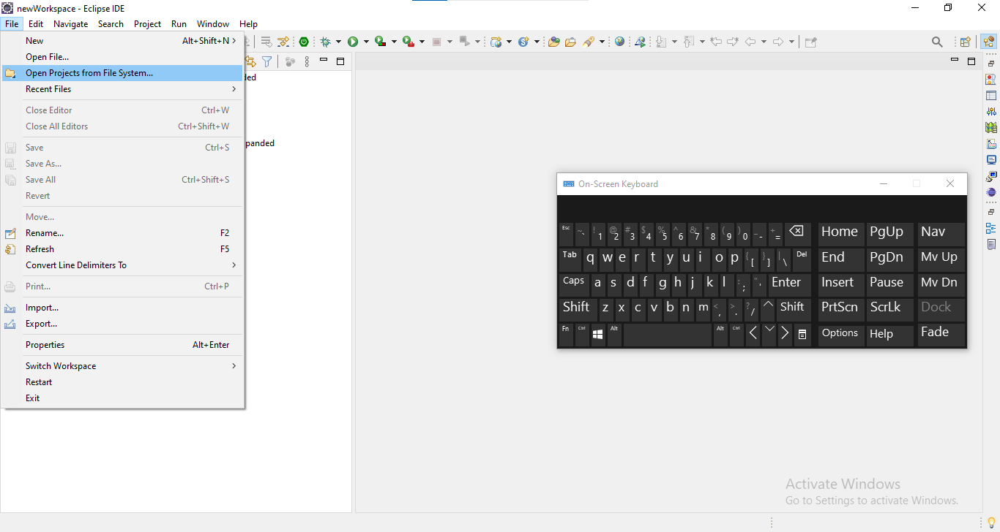 newWorkspace - Eclipse IDE
File Edit Navigate Search Project Run Window Help
New Alt+Shift+N >
Open File...
Open Projects from File System...
ded
Recent Files >
Close Editor Ctrl+W
Close All Editors Ctrl+Shift+W
panded
Save Ctrl+S
Save As...
Save All Ctrl+Shift+S
Revert
Move...
Rename... F2
Refresh F5
Convert Line Delimiters To >
Print... Ctrl+P
Import...
Export...
Properties Alt+Enter
Switch Workspace >
Restart
Exit
On-Screen Keyboard
Esc ~ ` ! 1 @ 2 # 3 $ 4 % 5 ^ 6 & 7 * 8 ( 9 ) 0 _ - + = Home PgUp Nav
Tab q w e r t y u i o p { [ } ] | \ Del End PgDn Mv Up
Caps a s d f g h j k l : ; " ' Enter Insert Pause Mv Dn
Shift z x c v b n m < , > . ? / Shift PrtScn ScrLk Dock
Fn Ctrl Alt Alt Ctrl Options Help Fade
Activate Windows
Go to Settings to activate Windows.